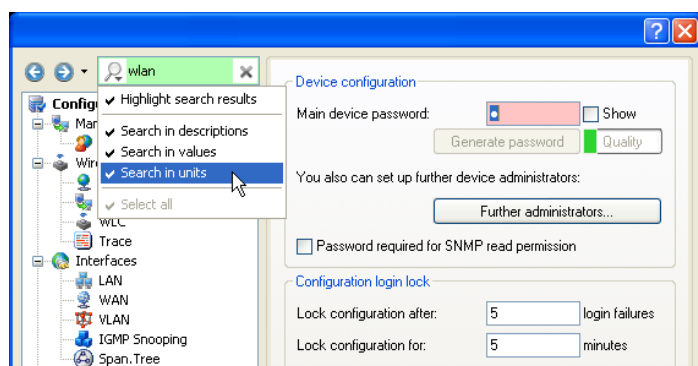 wlan
Highlight search results
Search in descriptions
Search in values
Search in units
Select all
WLC
Trace
Interfaces
LAN
WAN
VLAN
IGMP Snooping
Span.Tree
Device configuration
Main device password:
Show
Generate password
Quality
You also can set up further device administrators:
Further administrators...
Password required for SNMP read permission
Configuration login lock
Lock configuration after:
5
login failures
Lock configuration for:
5
minutes